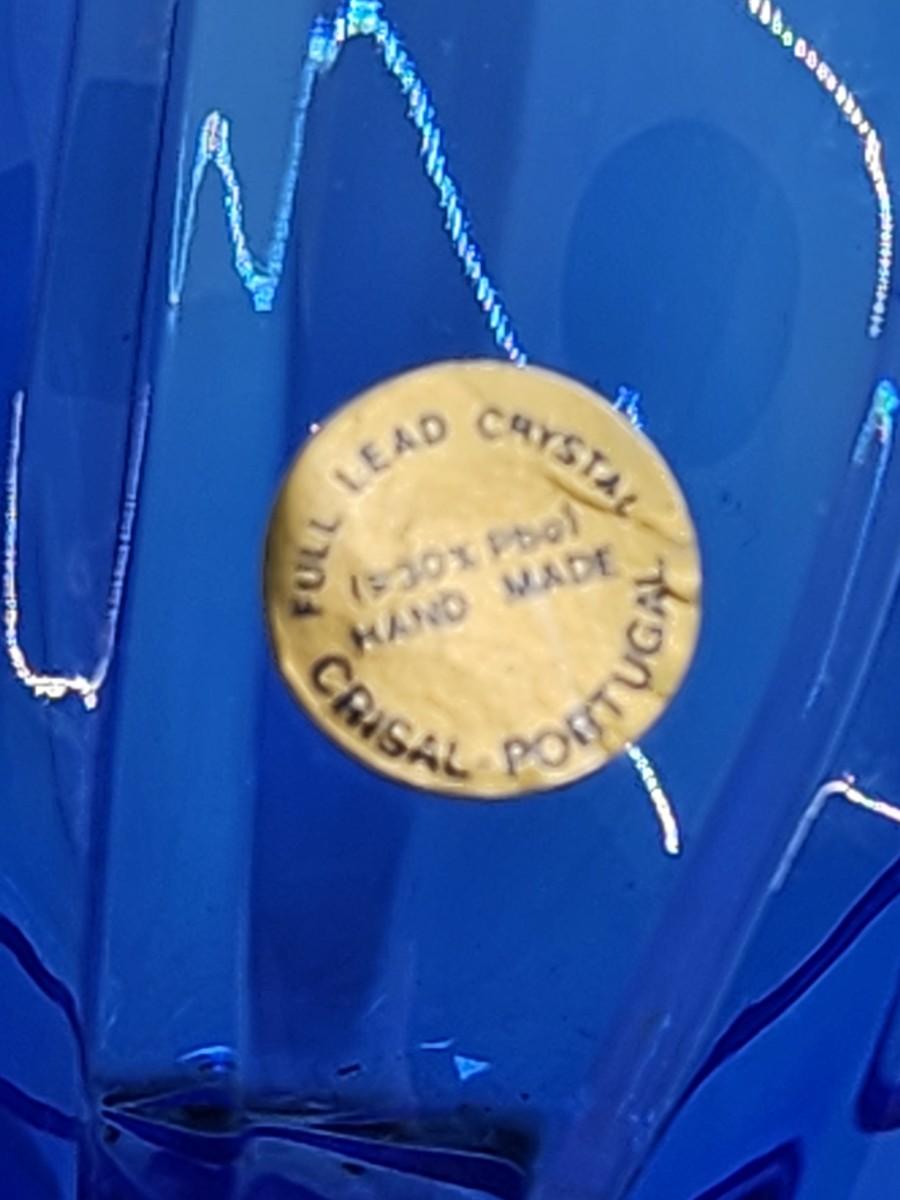 FULL LEAD CRYSTAL
(>30% Pbo)
HAND MADE
CRISAL PORTUGAL